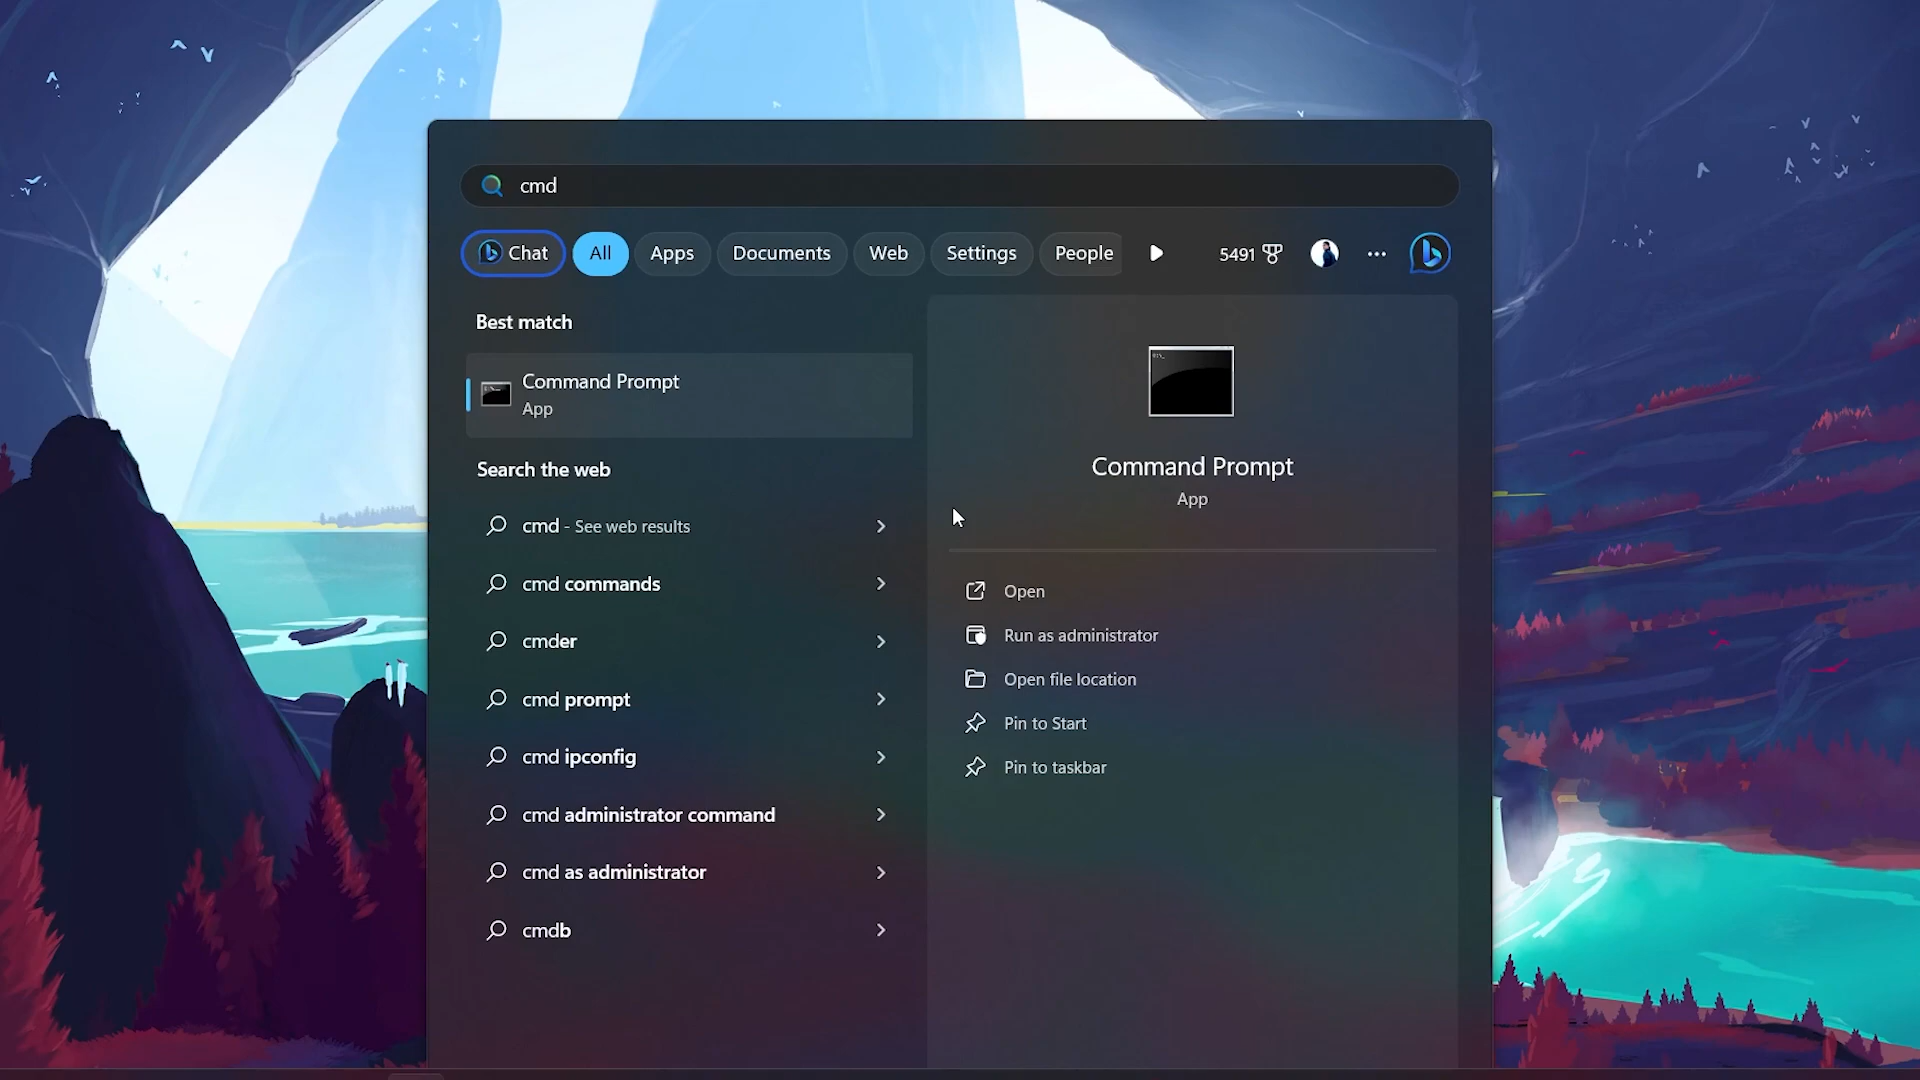 cmd
Chat
All
Apps
Documents
Web
Settings
People
5491
Best match
Command Prompt
App
Search the web
cmd - See web results
cmd commands
cmder
cmd prompt
cmd ipconfig
cmd administrator command
cmd as administrator
cmdb
Command Prompt
App
Open
Run as administrator
Open file location
Pin to Start
Pin to taskbar